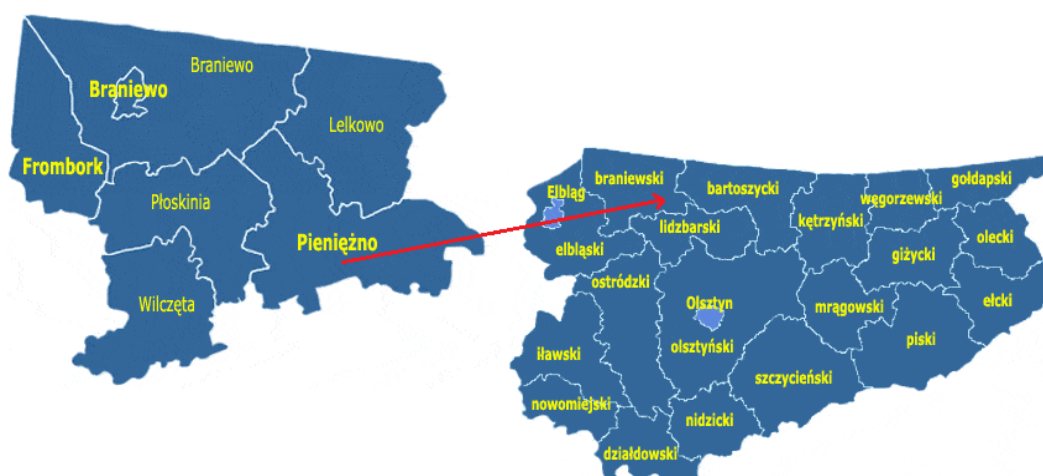 Braniewo
Braniewo
Lelkowo
Frombork
Płoskinia
Pieniężno
Wilczęta
braniewski
Elbląg
bartoszycki
gołdapski
węgorzewski
kętrzyński
lidzbarski
olecki
elbląski
giżycki
ostródzki
ełcki
Olsztyn
mrągowski
piski
olsztyński
iławski
szczycieński
nowomiejski
nidzicki
działdowski